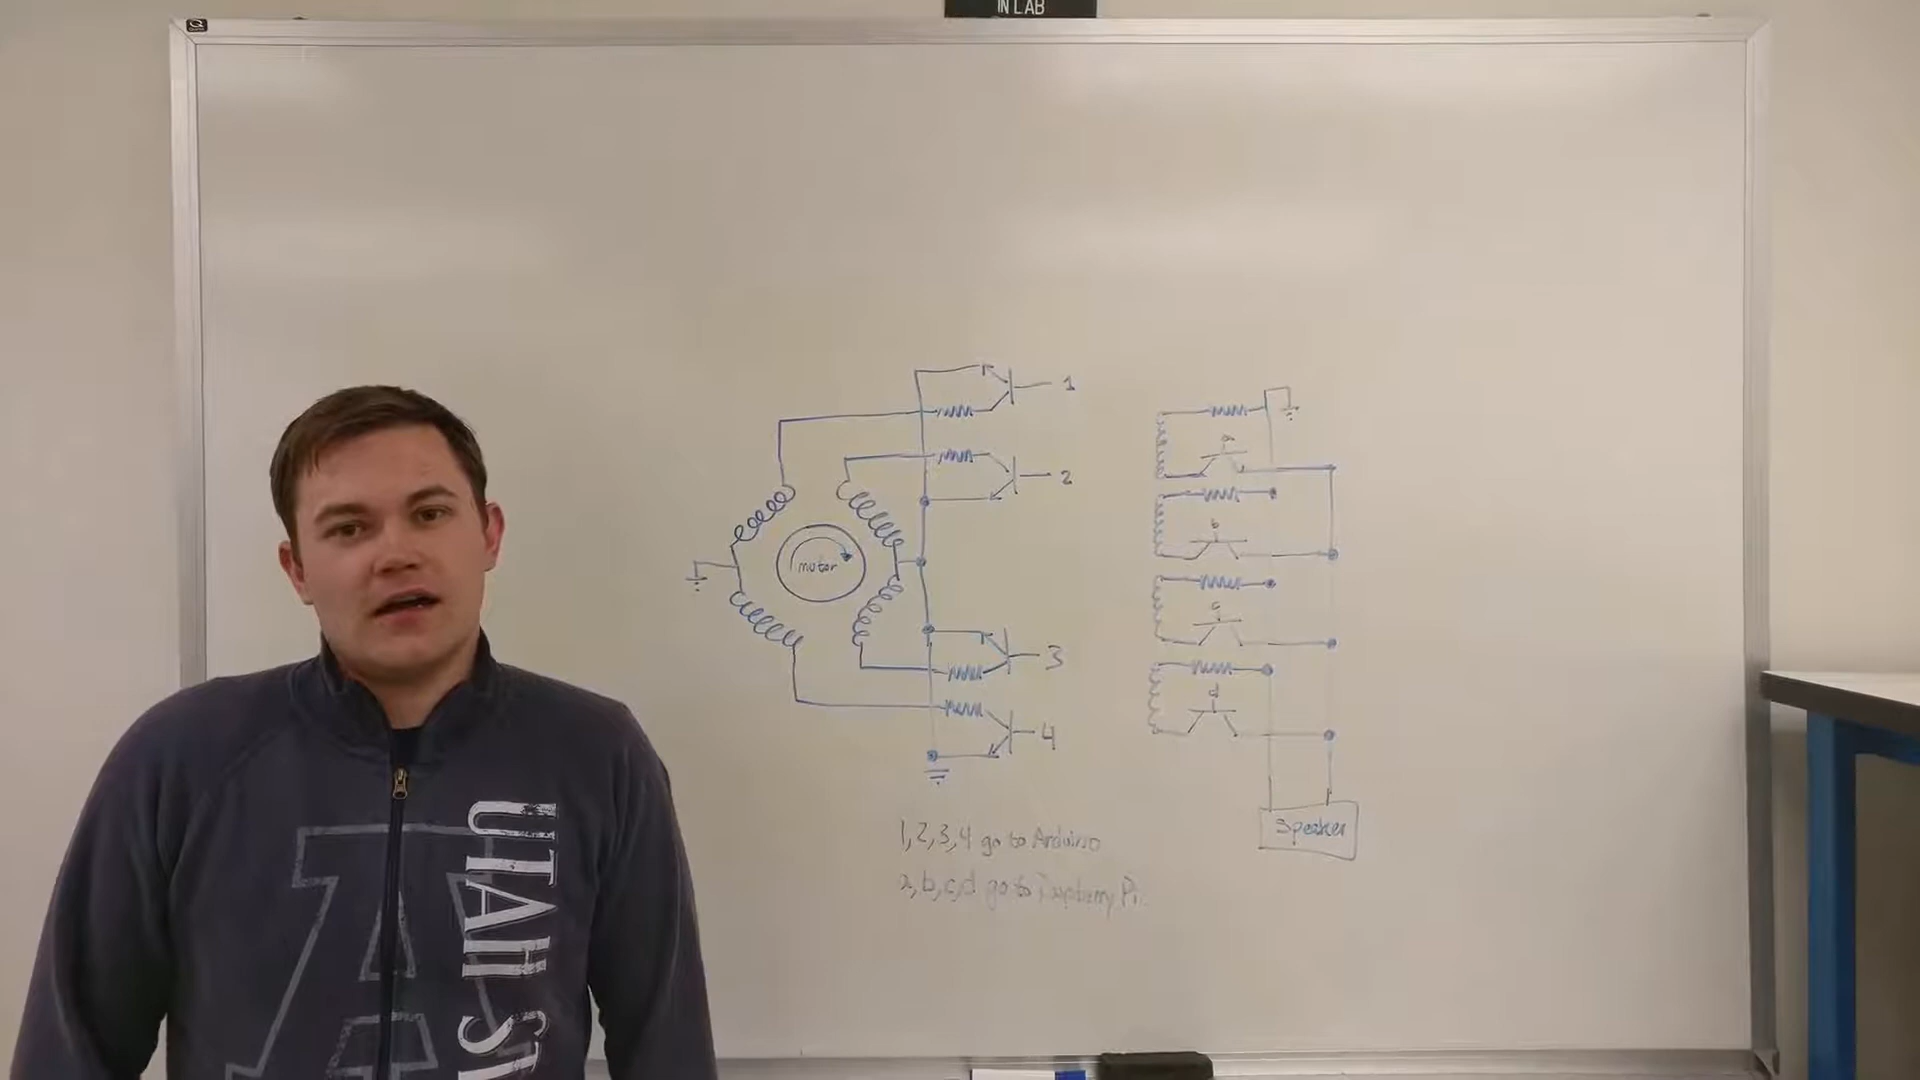 IN LAB
1
2
3
4
motor
a
b
c
d
Speaker
1,2,3,4 go to Arduino
a,b,c,d go to Raspberry Pi
UTAH ST